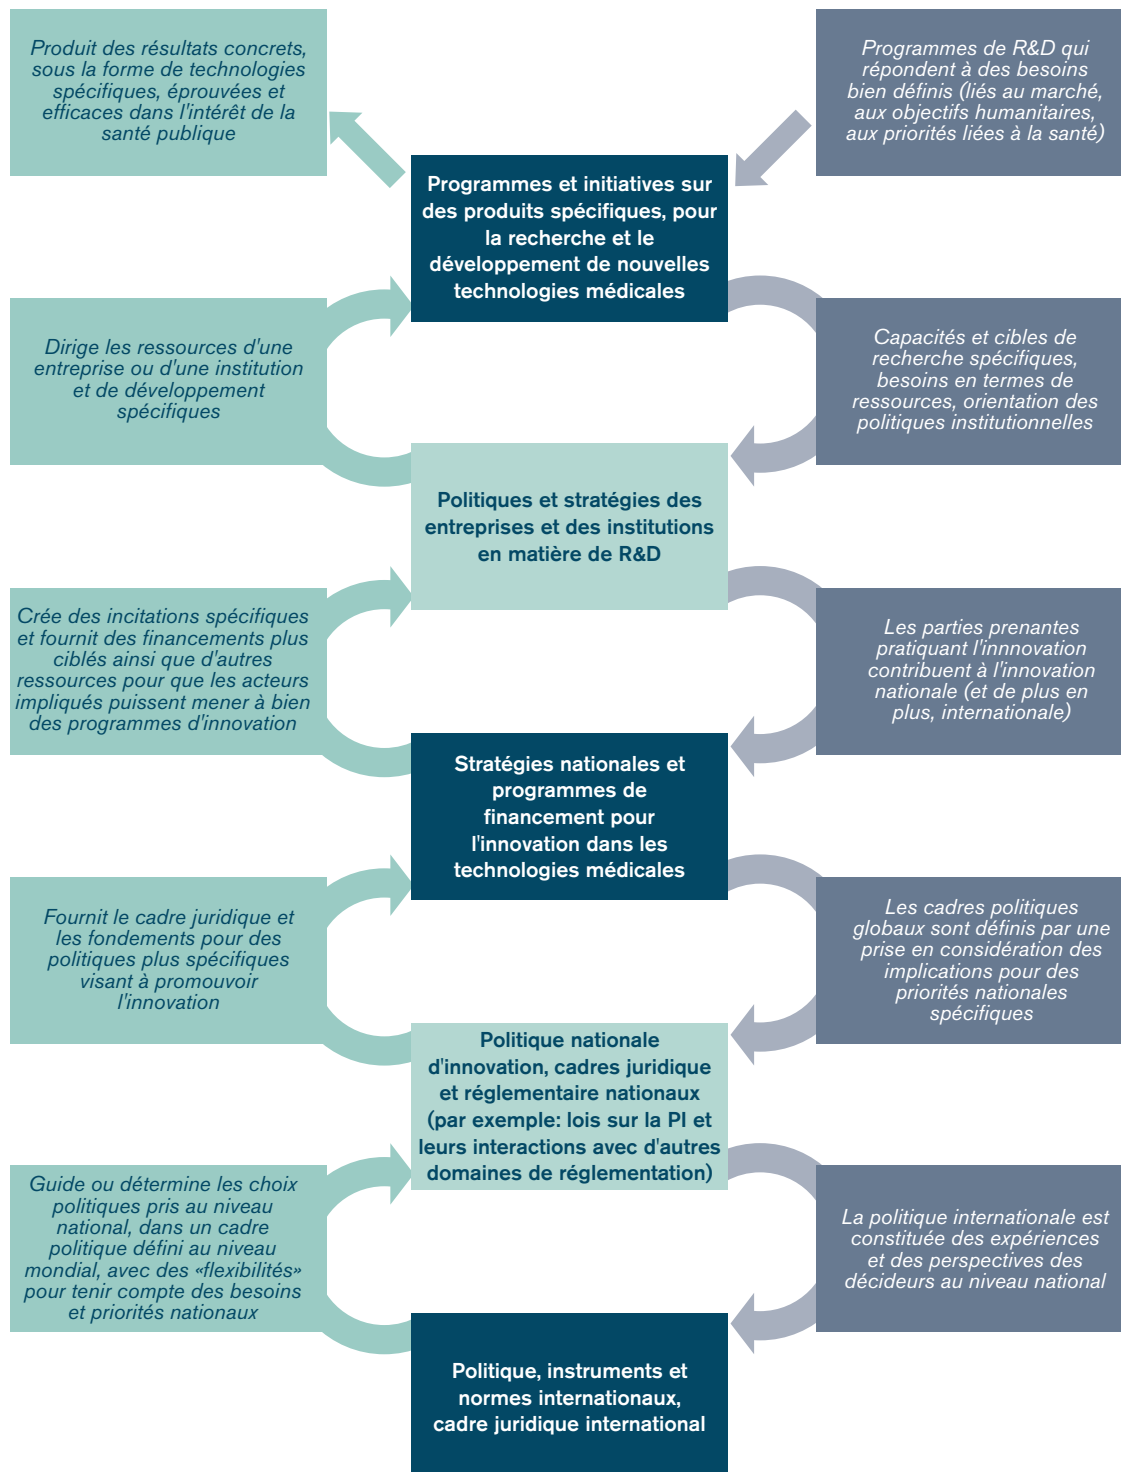 Produit des résultats concrets,
sous la forme de technologies
spécifiques, éprouvées et
efficaces dans l'intérêt de la
santé publique
Programmes de R&D qui
répondent à des besoins
bien définis (liés au marché,
aux objectifs humanitaires,
aux priorités liées à la santé)
Programmes et initiatives sur
des produits spécifiques, pour
la recherche et le
développement de nouvelles
technologies médicales
Dirige les ressources d'une
entreprise ou d'une institution
et de développement
spécifiques
Capacités et cibles de
recherche spécifiques,
besoins en termes de
ressources, orientation des
politiques institutionnelles
Politiques et stratégies des
entreprises et des institutions
en matière de R&D
Crée des incitations spécifiques
et fournit des financements plus
ciblés ainsi que d'autres
ressources pour que les acteurs
impliqués puissent mener à bien
des programmes d'innovation
Les parties prenantes
pratiquant l'innnovation
contribuent à l'innovation
nationale (et de plus en
plus, internationale)
Stratégies nationales et
programmes de
financement pour
l'innovation dans les
technologies médicales
Fournit le cadre juridique et
les fondements pour des
politiques plus spécifiques
visant à promouvoir
l'innovation
Les cadres politiques
globaux sont définis par une
prise en considération des
implications pour des
priorités nationales
spécifiques
Politique nationale
d'innovation, cadres juridique
et réglementaire nationaux
(par exemple: lois sur la PI et
leurs interactions avec d'autres
domaines de réglementation)
Guide ou détermine les choix
politiques pris au niveau
national, dans un cadre
politique défini au niveau
mondial, avec des «flexibilités»
pour tenir compte des besoins
et priorités nationaux
La politique internationale est
constituée des expériences
et des perspectives des
décideurs au niveau national
Politique, instruments et
normes internationaux,
cadre juridique international